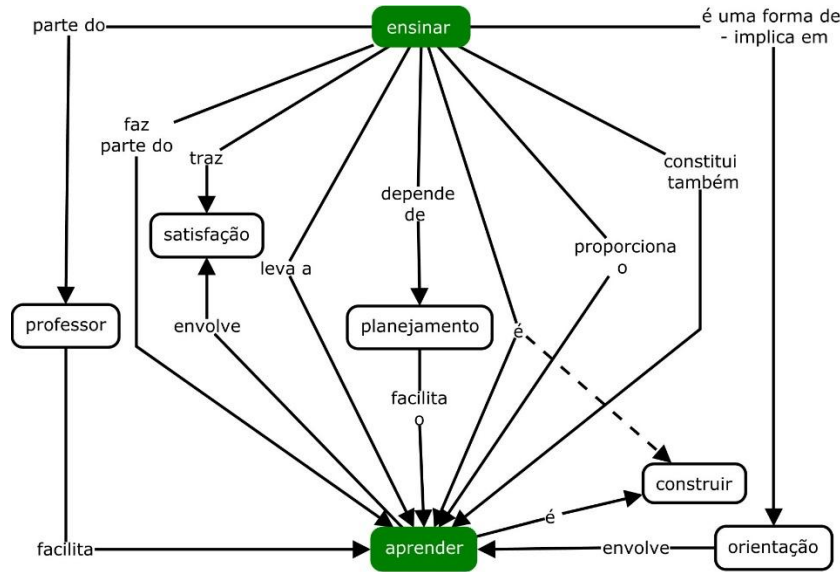 parte do
ensinar
é uma forma de
- implica em
faz
parte do
traz
constitui
também
depende
de
satisfação
proporciona
o
leva a
professor
envolve
planejamento
é
facilita
o
construir
é
facilita
aprender
envolve
orientação